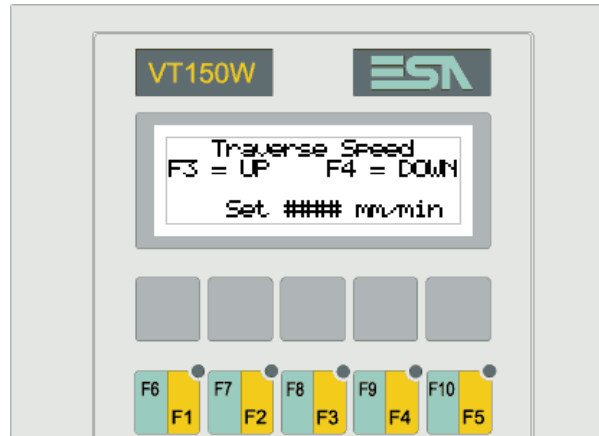 VT150W ESA
Traverse Speed
F3 = UP F4 = DOWN
Set #### mm/min
F6 F7 F8 F9 F10
F1 F2 F3 F4 F5